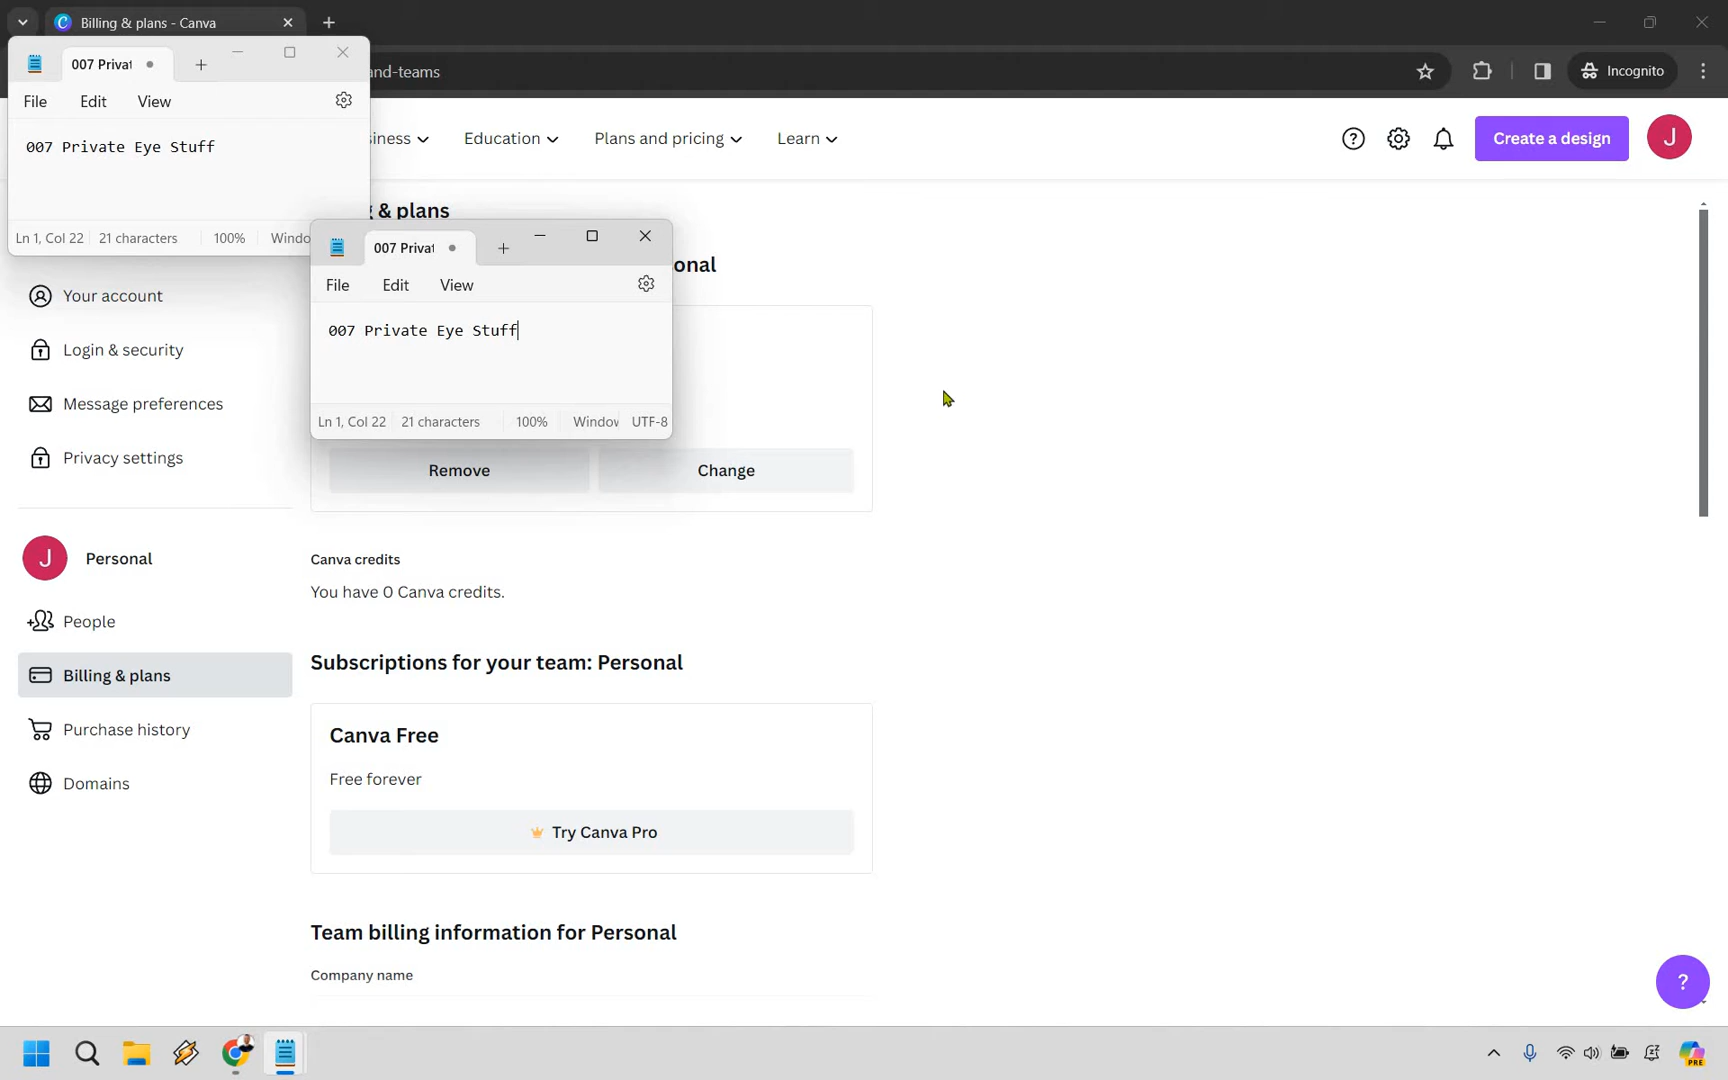 Billing & plans - Canva
Incognito
and-teams
007 Privat
File Edit View
007 Private Eye Stuff
Ln 1, Col 22 21 characters 100% Windo
siness Education Plans and pricing Learn
Create a design
J
g & plans
onal
007 Privat
File Edit View
007 Private Eye Stuff
Ln 1, Col 22 21 characters 100% Window UTF-8
Your account
Login & security
Message preferences
Privacy settings
J Personal
People
Billing & plans
Purchase history
Domains
Remove Change
Canva credits
You have 0 Canva credits.
Subscriptions for your team: Personal
Canva Free
Free forever
Try Canva Pro
Team billing information for Personal
Company name
?
PRE